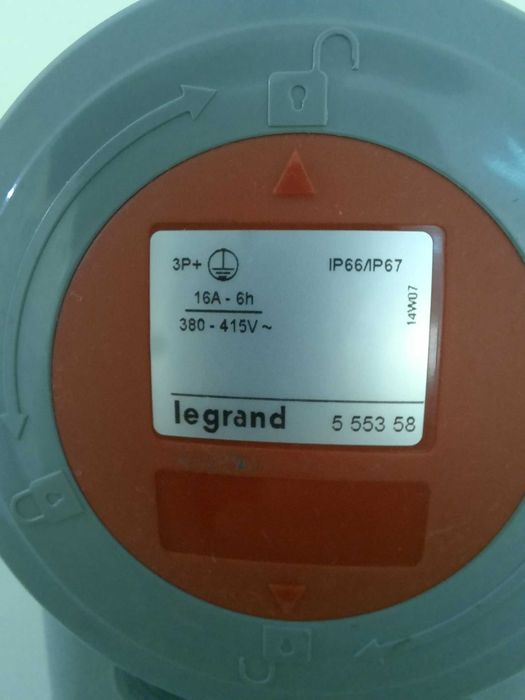 3P+
IP66/IP67
16A - 6h
380 - 415V ~
14W07
legrand
5 553 58